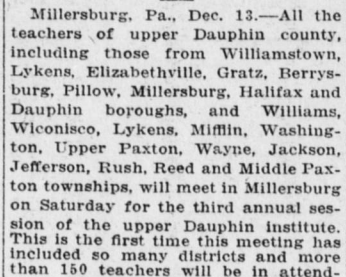 Millersburg, Pa., Dec. 13.—All the
teachers of upper Dauphin county,
including those from Williamstown,
Lykens, Elizabethville, Gratz, Berrys-
burg, Pillow, Millersburg, Halifax and
Dauphin boroughs, and Williams,
Wiconisco, Lykens, Mifflin, Washing-
ton, Upper Paxton, Wayne, Jackson,
Jefferson, Rush, Reed and Middle Pax-
ton townships, will meet in Millersburg
on Saturday for the third annual ses-
sion of the upper Dauphin Institute.
This is the first time this meeting has
included so many districts and more
than 150 teachers will be in attend-